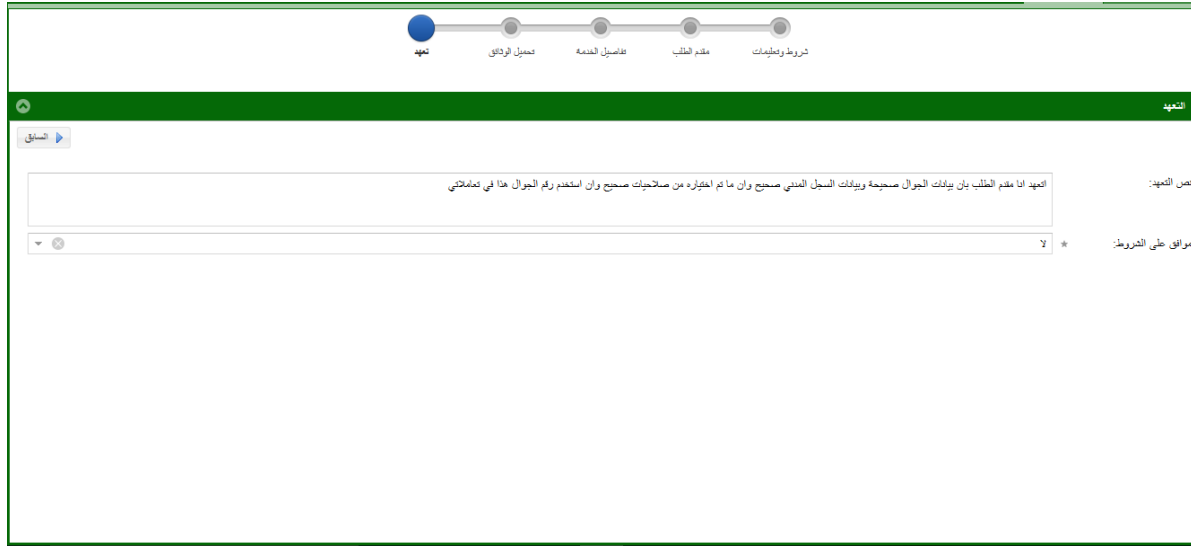 شروط وتعليمات
مقدم الطلب
تفاصيل الخدمة
تحميل الوثائق
تعهد
التعهد
السابق
نص التعهد:
اتعهد انا مقدم الطلب بان بيانات الجوال صحيحة وبيانات السجل المدني صحيح وان ما تم اختياره من صلاحيات صحيح وان استخدم رقم الجوال هذا في تعاملاتي
موافق على الشروط: * لا